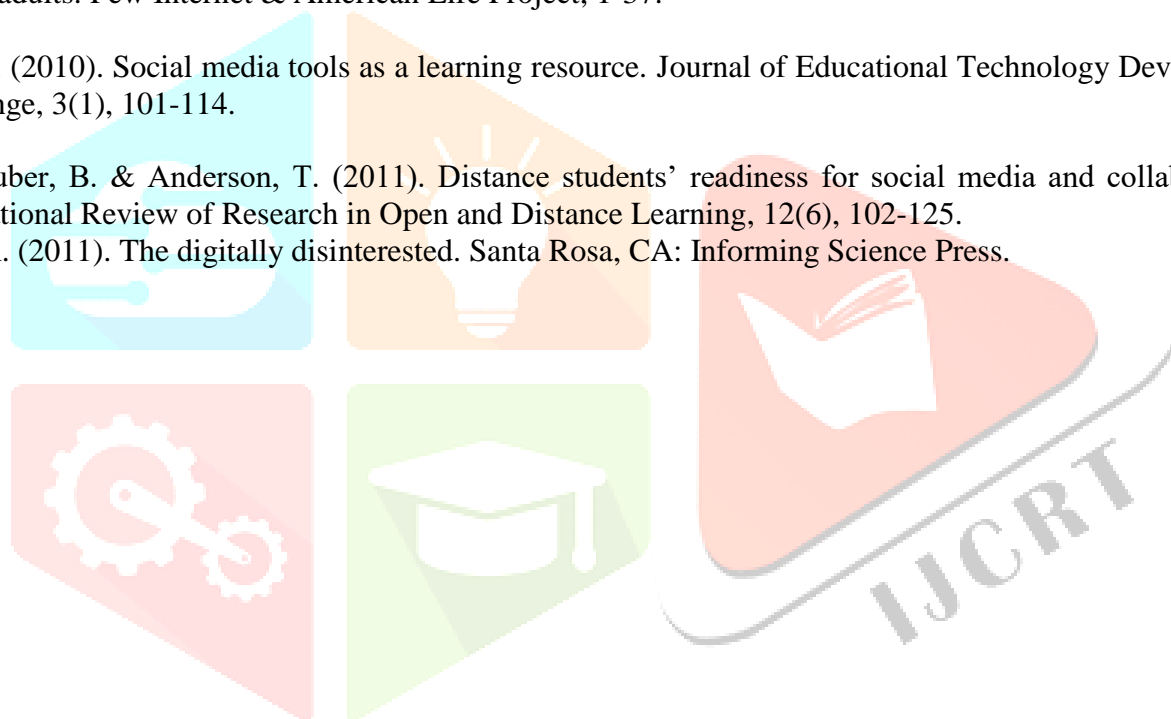 adults. Pew Internet & American Life Project, 1-37.
(2010). Social media tools as a learning resource. Journal of Educational Technology Dev
nge, 3(1), 101-114.
uber, B. & Anderson, T. (2011). Distance students’ readiness for social media and collab
tional Review of Research in Open and Distance Learning, 12(6), 102-125.
. (2011). The digitally disinterested. Santa Rosa, CA: Informing Science Press.
IJCRT